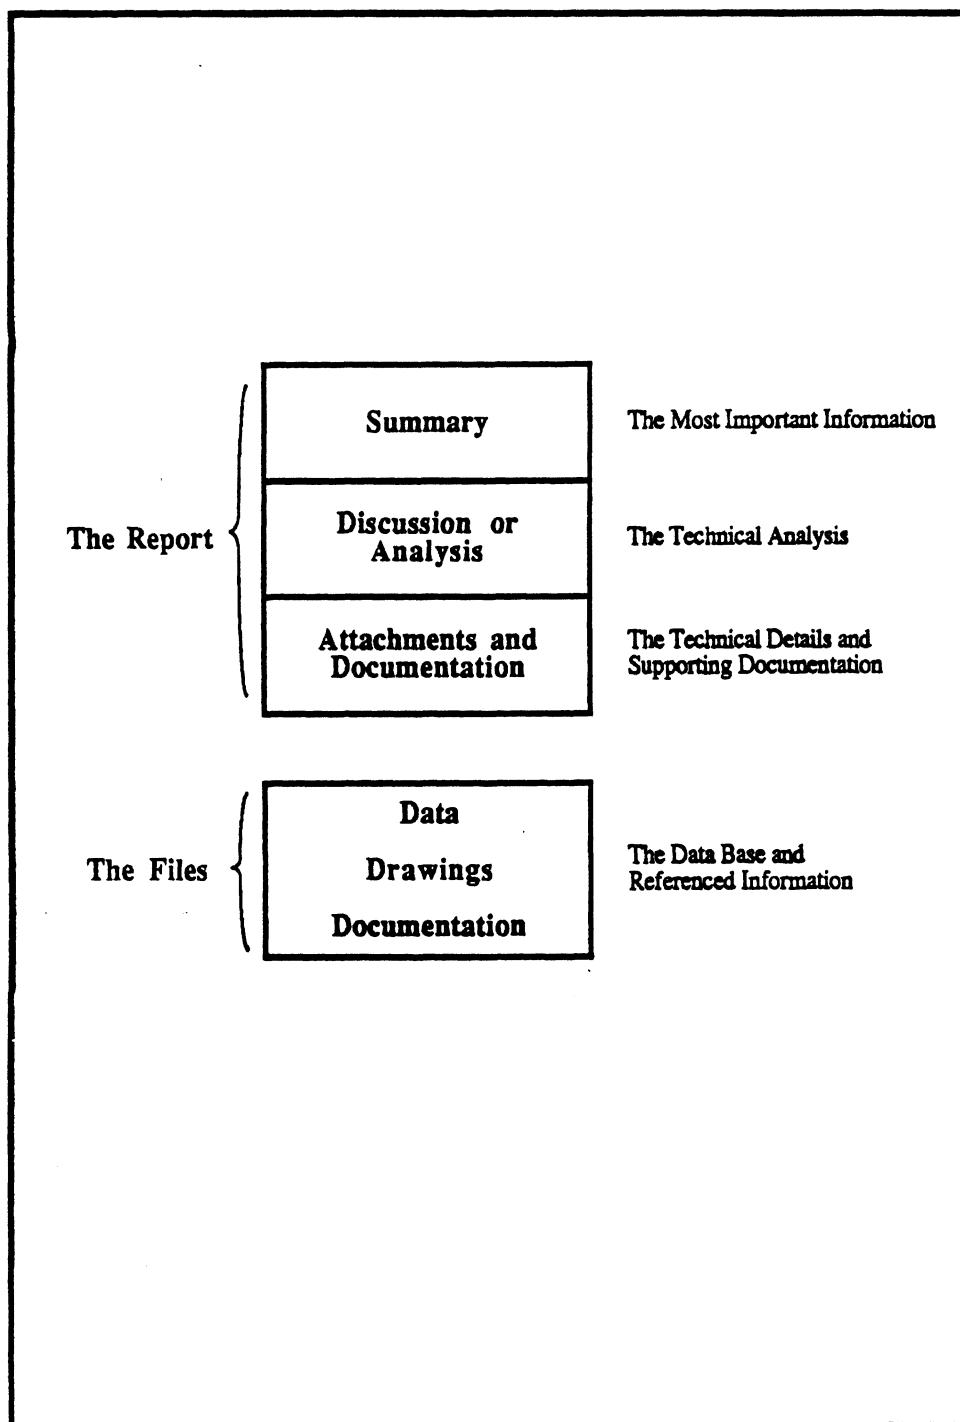 Summary
The Most Important Information
The Report
Discussion or
Analysis
The Technical Analysis
Attachments and
Documentation
The Technical Details and
Supporting Documentation
The Files
Data
Drawings
Documentation
The Data Base and
Referenced Information